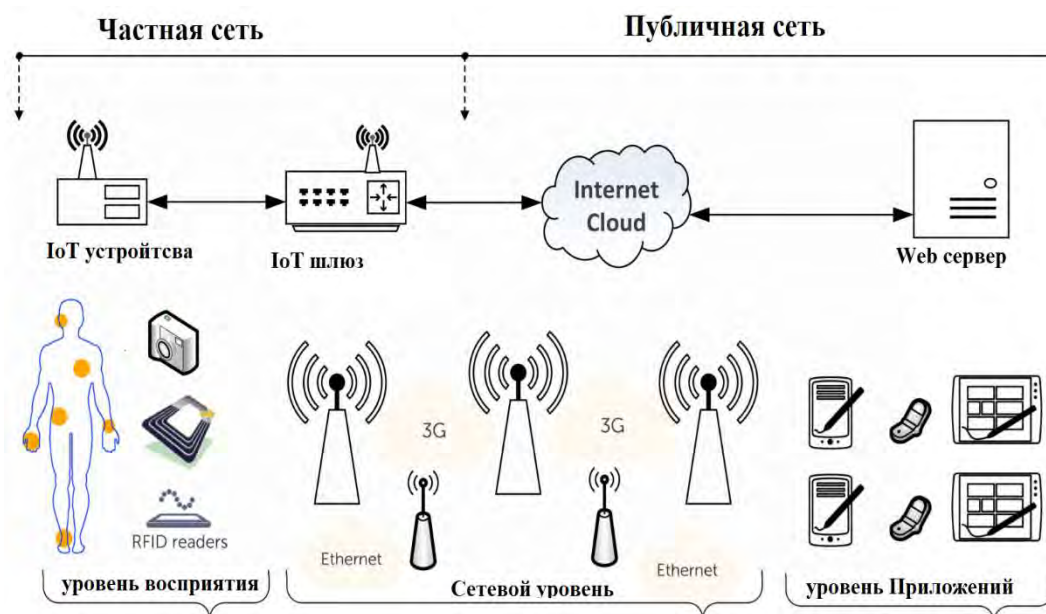 Частная сеть
Публичная сеть
IoT устройтсва
IoT шлюз
Internet
Cloud
Web сервер
3G
3G
RFID readers
Ethernet
Ethernet
уровень восприятия
Сетевой уровень
уровень Приложений